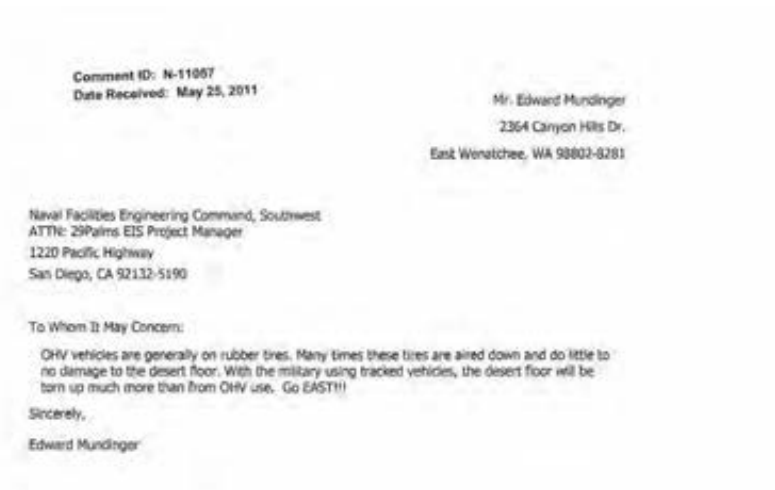 Comment ID: N-11067
Date Received: May 25, 2011
Mr. Edward Mundinger
2364 Canyon Hills Dr.
East Wenatchee, WA 98802-8281
Naval Facilities Engineering Command, Southwest
ATTN: 29Palms EIS Project Manager
1220 Pacific Highway
San Diego, CA 92132-5190
To Whom It May Concern:
OHV vehicles are generally on rubber tires. Many times these tires are aired down and do little to
no damage to the desert floor. With the military using tracked vehicles, the desert floor will be
torn up much more than from OHV use. Go EAST!!!
Sincerely,
Edward Mundinger